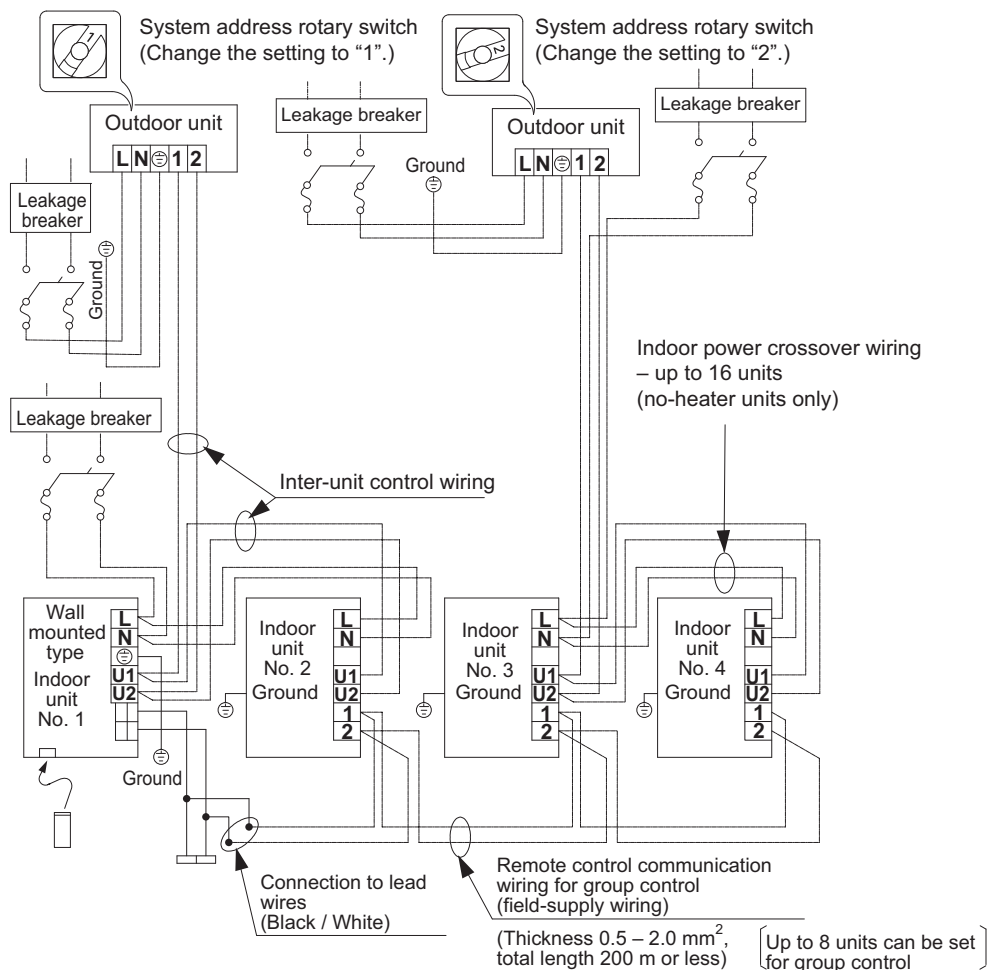 System address rotary switch
(Change the setting to “1”.)
1
System address rotary switch
(Change the setting to “2”.)
2
Outdoor unit
L N 1 2
Leakage breaker
Outdoor unit
L N 1 2
Leakage breaker
Ground
Leakage
breaker
Ground
Indoor power crossover wiring
– up to 16 units
(no-heater units only)
Leakage breaker
Inter-unit control wiring
Wall
mounted
type
Indoor
unit
No. 1
L
N
U1
U2
Ground
Indoor
unit
No. 2
Ground
L
N
U1
U2
1
2
Indoor
unit
No. 3
Ground
L
N
U1
U2
1
2
Indoor
unit
No. 4
Ground
L
N
U1
U2
1
2
Connection to lead
wires
(Black / White)
Remote control communication
wiring for group control
(field-supply wiring)
(Thickness 0.5 – 2.0 mm²,
total length 200 m or less)
Up to 8 units can be set
for group control